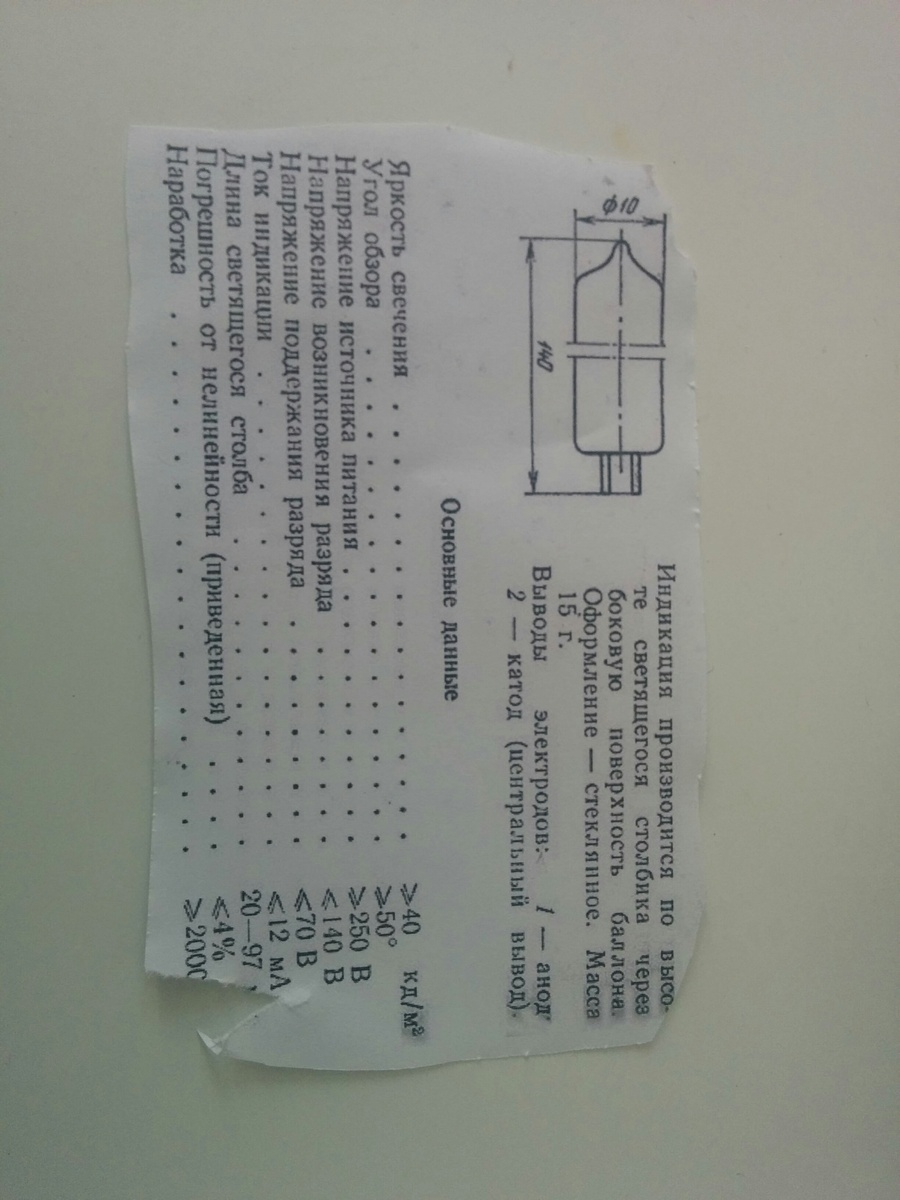 Ф10
140
Индикация производится по высо-
те светящегося столбика через
боковую поверхность баллона.
Оформление — стеклянное. Масса
15 г.
Выводы электродов: 1 — анод
2 — катод (центральный вывод).
Основные данные
Яркость свечения . . . . . . . . . . . . . . ≥40 кд/м²
Угол обзора . . . . . . . . . . . . . . . . ≥50°
Напряжение источника питания . . . . . . . . . . ≥250 В
Напряжение возникновения разряда . . . . . . . . ≤140 В
Напряжение поддержания разряда . . . . . . . . . ≤70 В
Ток индикации . . . . . . . . . . . . . . . ≤12 мА
Длина светящегося столба . . . . . . . . . . . 20—97
Погрешность от нелинейности (приведенная) . . . . ≤4%
Наработка . . . . . . . . . . . . . . . . . ≥2000